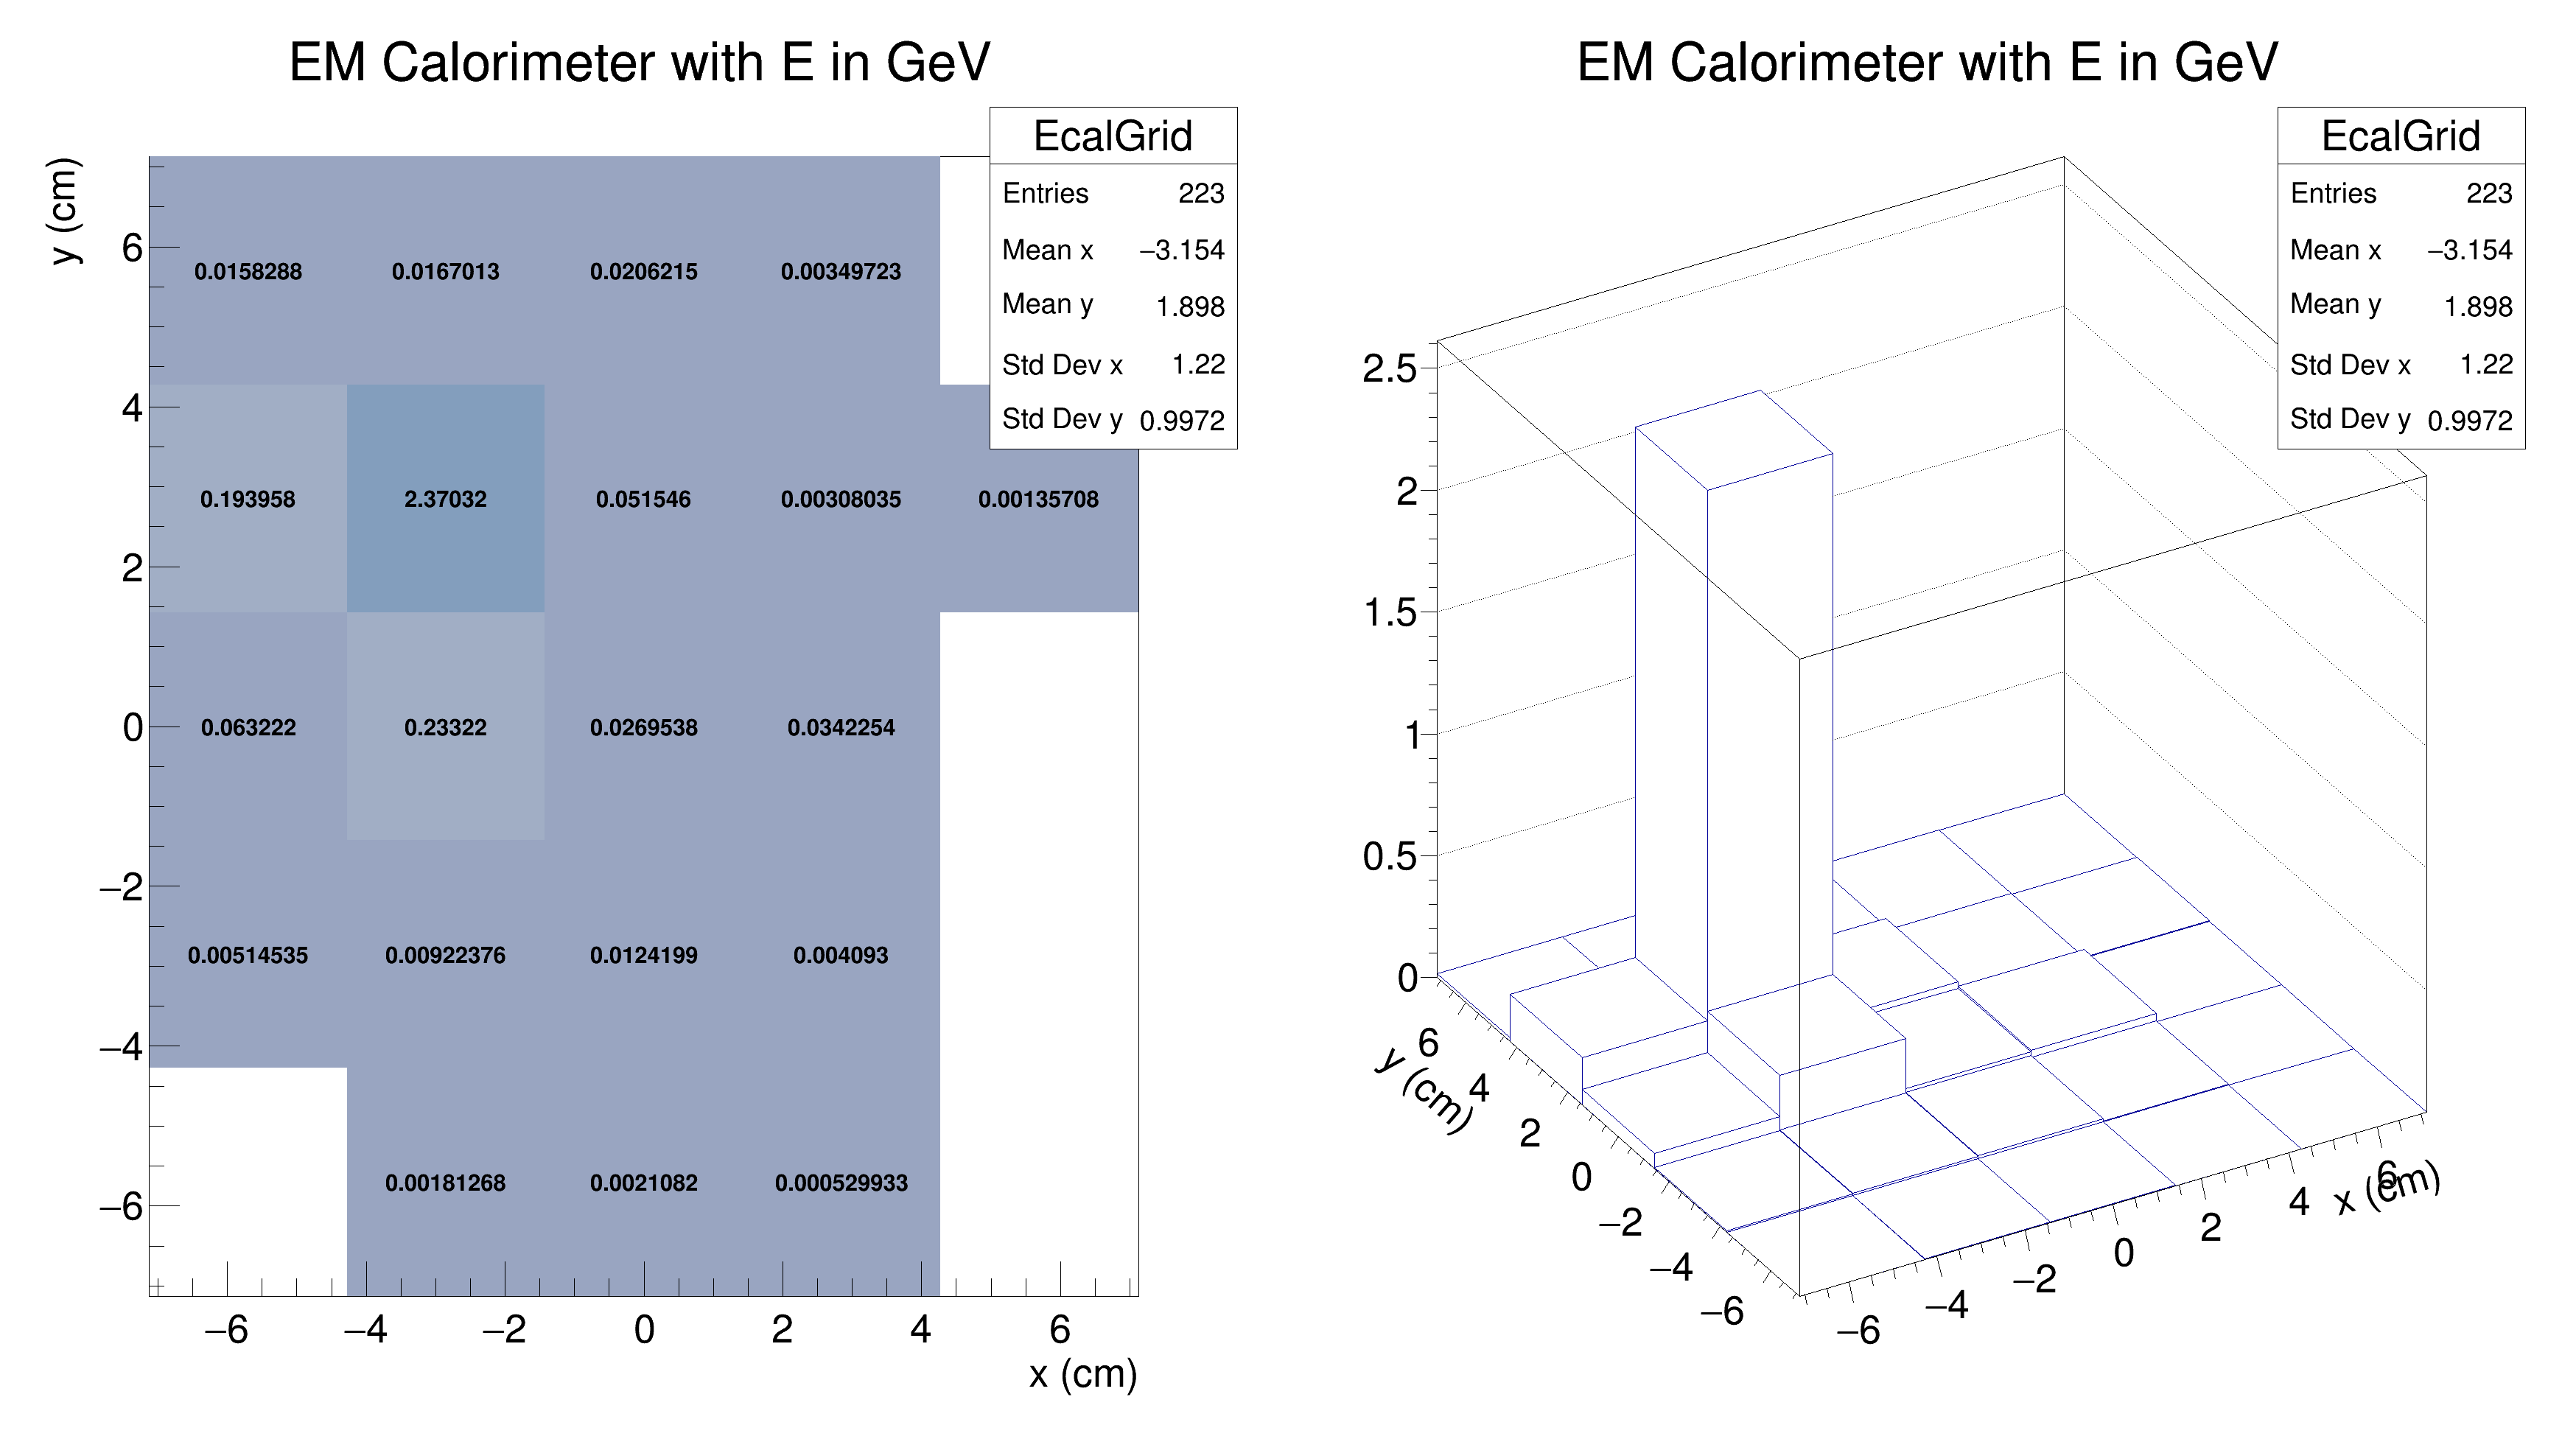 EM Calorimeter with E in GeV
EcalGrid
Entries 223
Mean x −3.154
Mean y 1.898
Std Dev x 1.22
Std Dev y 0.9972
y (cm)
6
4
2
0
−2
−4
−6
0.0158288 0.0167013 0.0206215 0.00349723
0.193958 2.37032 0.051546 0.00308035 0.00135708
0.063222 0.23322 0.0269538 0.0342254
0.00514535 0.00922376 0.0124199 0.004093
0.00181268 0.0021082 0.000529933
−6 −4 −2 0 2 4 6
x (cm)
EM Calorimeter with E in GeV
EcalGrid
Entries 223
Mean x −3.154
Mean y 1.898
Std Dev x 1.22
Std Dev y 0.9972
2.5
2
1.5
1
0.5
0
y (cm)
6
4
2
0
−2
−4
−6
−6 −4 −2 0 2 4 6
x (cm)